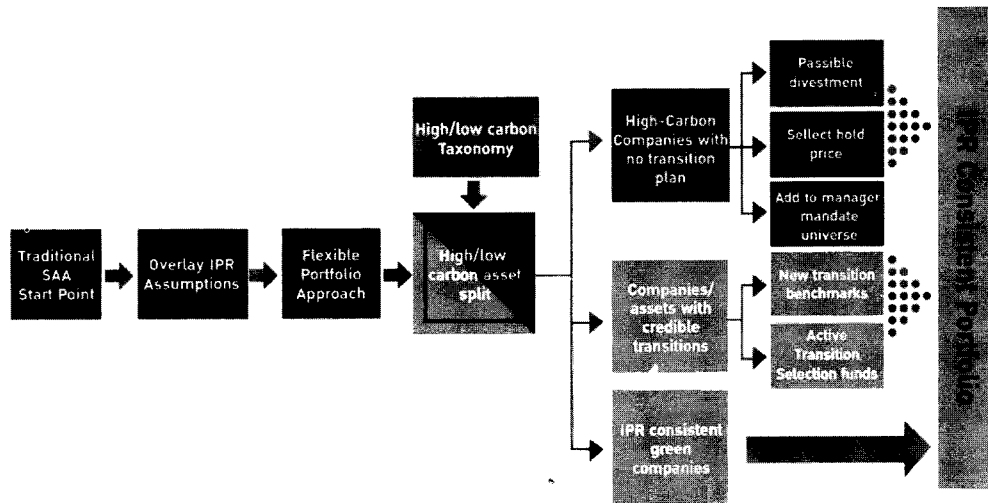 Traditional
SAA
Start Point
Overlay IPR
Assumptions
Flexible
Portfolio
Approach
High/low carbon
Taxonomy
High/low
carbon asset
split
High-Carbon
Companies with
no transition
plan
Passible
divestment
Sellect hold
price
Add to manager
mandate
universe
Companies/
assets with
credible
transitions
New transition
benchmarks
Active
Transition
Selection funds
IPR consistent
green
companies
IPR Consistent Portfolio